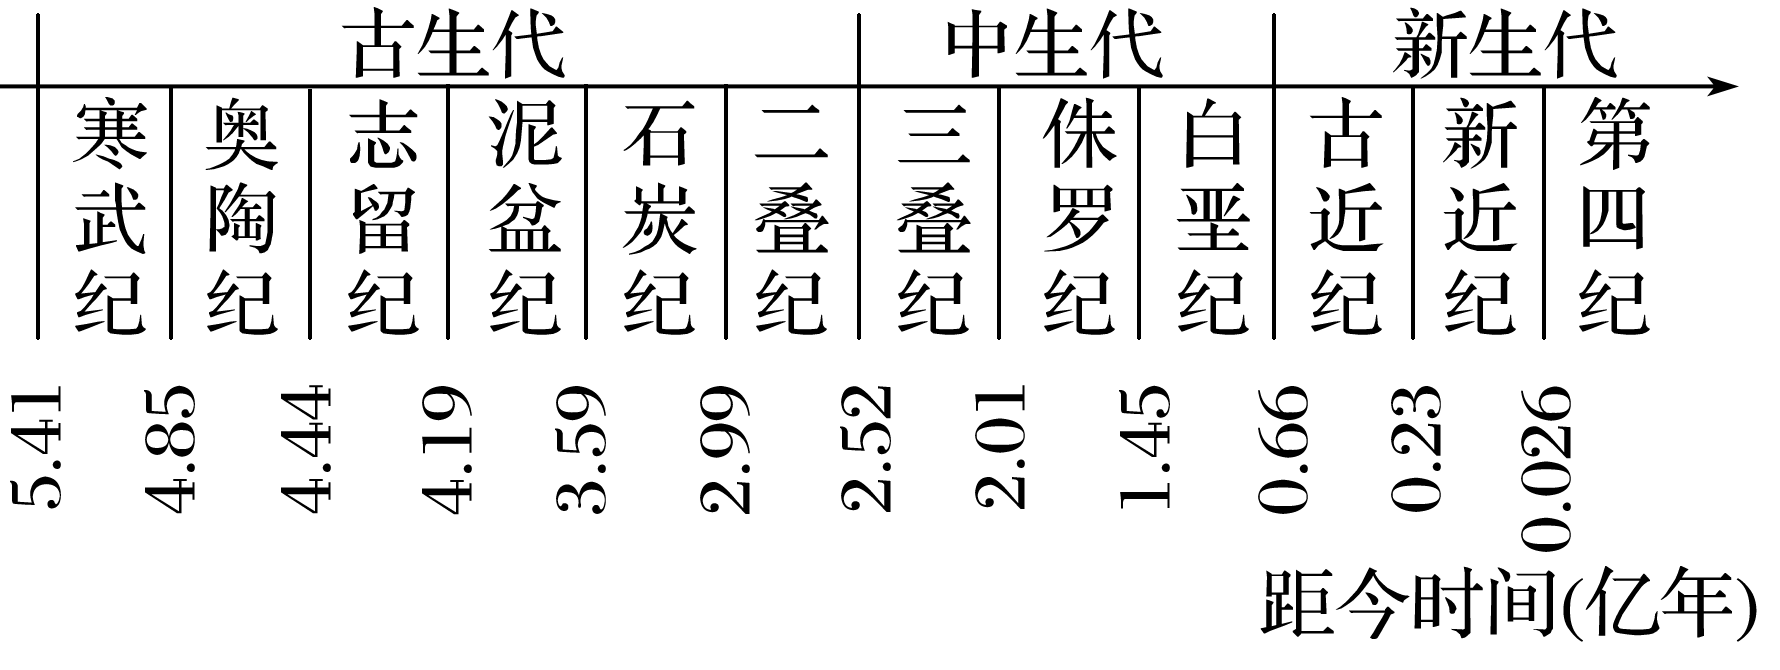 古生代 中生代 新生代
寒武纪 奥陶纪 志留纪 泥盆纪 石炭纪 二叠纪 三叠纪 侏罗纪 白垩纪 古近纪 新近纪 第四纪
5.41 4.85 4.44 4.19 3.59 2.99 2.52 2.01 1.45 0.66 0.23 0.026
距今时间(亿年)